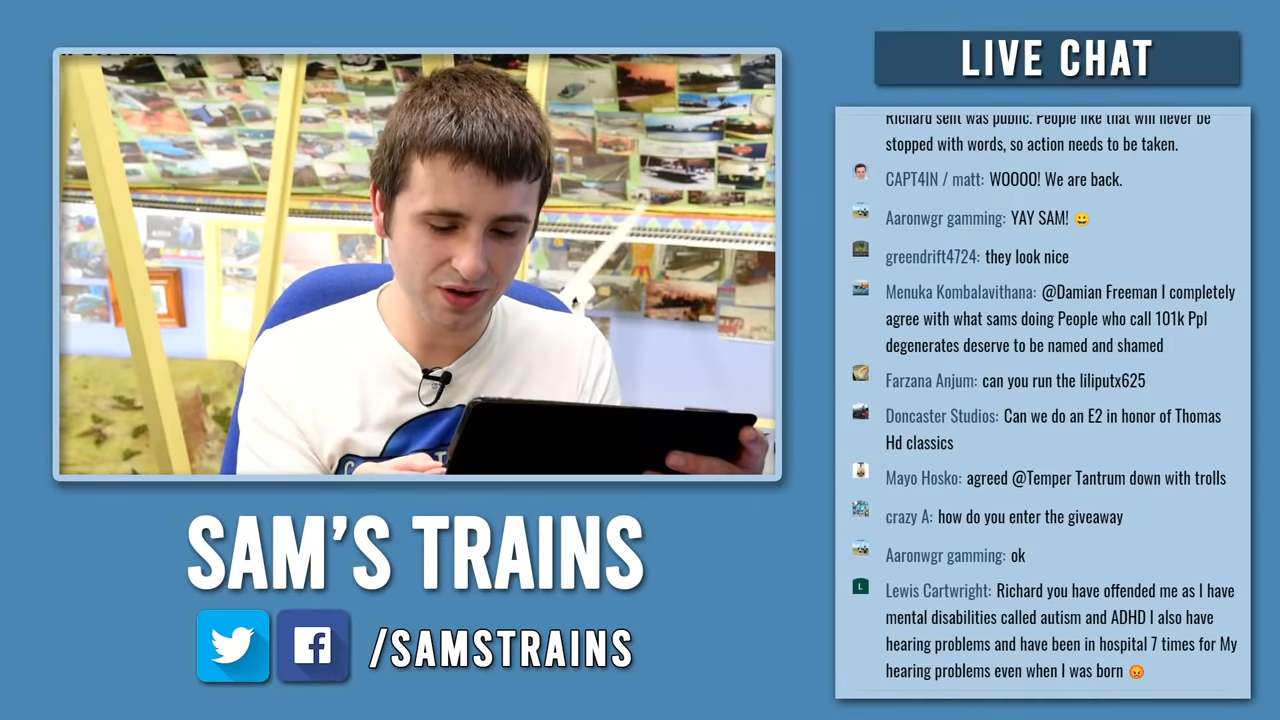 LIVE CHAT
Richard sent was public. People like that will never be
stopped with words, so action needs to be taken.
CAPT4IN / matt: WOOOO! We are back.
Aaronwgr gamming: YAY SAM! 😀
greendrift4724: they look nice
Menuka Kombalavithana: @Damian Freeman I completely
agree with what sams doing People who call 101k Ppl
degenerates deserve to be named and shamed
Farzana Anjum: can you run the liliputx625
Doncaster Studios: Can we do an E2 in honor of Thomas
Hd classics
Mayo Hosko: agreed @Temper Tantrum down with trolls
crazy A: how do you enter the giveaway
Aaronwgr gamming: ok
L
Lewis Cartwright: Richard you have offended me as I have
mental disabilities called autism and ADHD I also have
hearing problems and have been in hospital 7 times for My
hearing problems even when I was born 😡
SAM'S TRAINS
/SAMSTRAINS